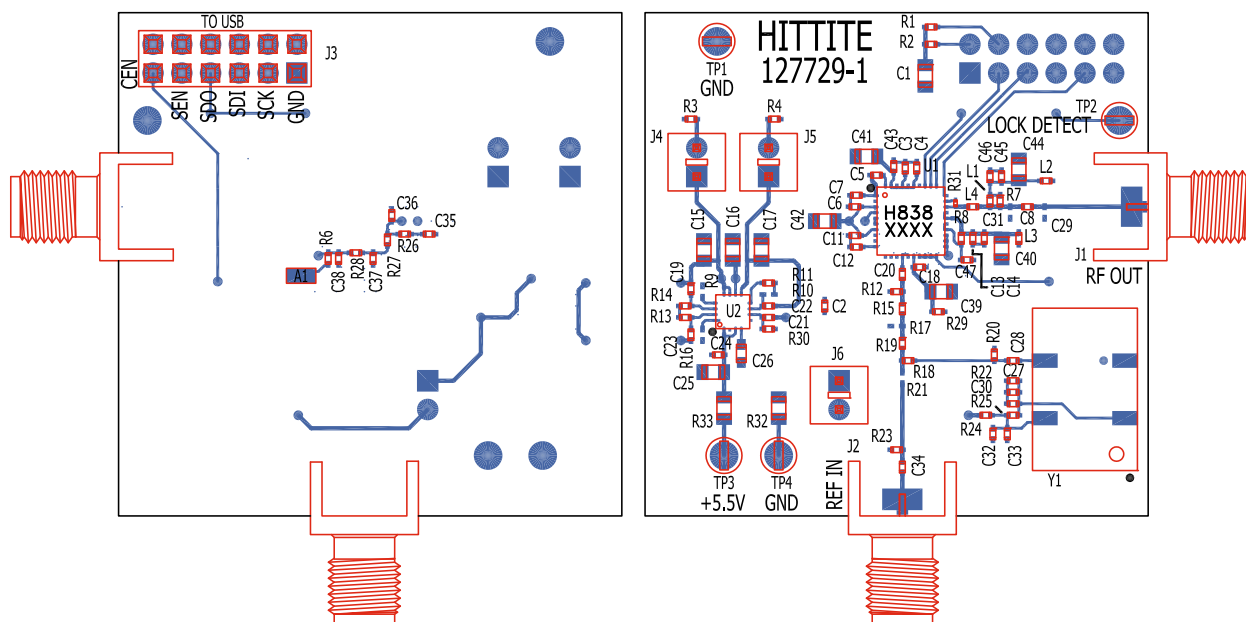 TO USB
J3
CEN
SEN
SDO
SDI
SCK
GND
C36
C35
R26
R6
R28
R27
C38
C37
A1
HITTITE
127729-1
R1
R2
C1
TP1
GND
TP2
LOCK DETECT
R3
R4
J4
J5
C41
C43
C3
C4
U1
C5
C7
C6
C46
C45
C44
L1
L2
R31
L4
R7
H838
XXXX
R8
C31
C8
C29
L3
C15
C16
C17
C42
C11
C12
C40
J1
RF OUT
C47
C13
C14
C20
C18
C19
R9
R11
R10
R12
R14
R13
U2
C22
C21
R30
C2
R15
C39
R29
R17
C23
R16
C24
C26
C25
R19
R18
R21
R20
C28
R22
C27
C30
R25
R24
C32
C33
J6
R33
R32
R23
J2
C34
Y1
TP3
+5.5V
TP4
GND
REF IN